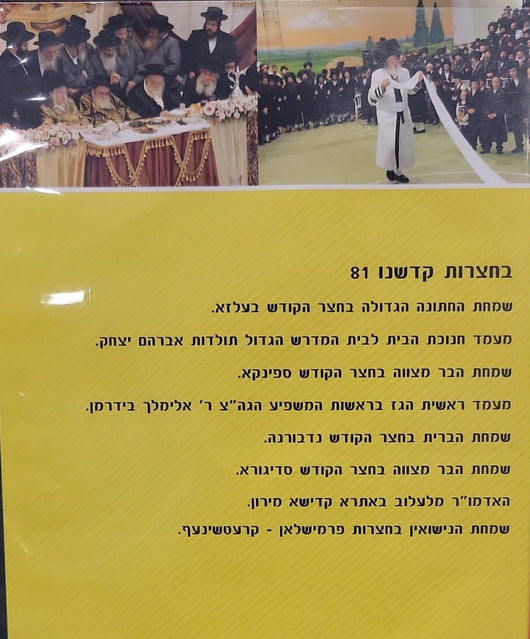 בחצרות קדשנו 81
שמחת החתונה הגדולה בחצר הקודש בעלזא.
מעמד חנוכת הבית לבית המדרש הגדול תולדות אברהם יצחק.
שמחת הבר מצווה בחצר הקודש ספינקא.
מעמד ראשית הגז בראשות המשפיע הגה"צ ר' אלימלך בידרמן.
שמחת הברית בחצר הקודש נדבורנה.
שמחת הבר מצווה בחצר הקודש סדיגורא.
האדמו"ר מלעלוב באתרא קדישא מירון.
שמחת הנישואין בחצרות פרמישלאן - קרעטשינעף.